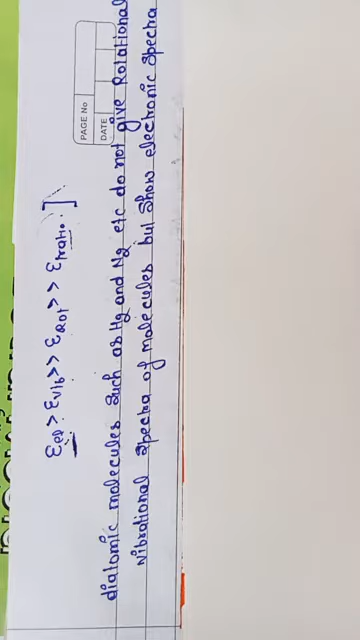 PAGE No
DATE
Eel > Evib >> EROt >> Etratio.]
diatomic molecules such as H2 and N2 etc do not give Rotational
vibrational spectra of molecules but show electronic spectra